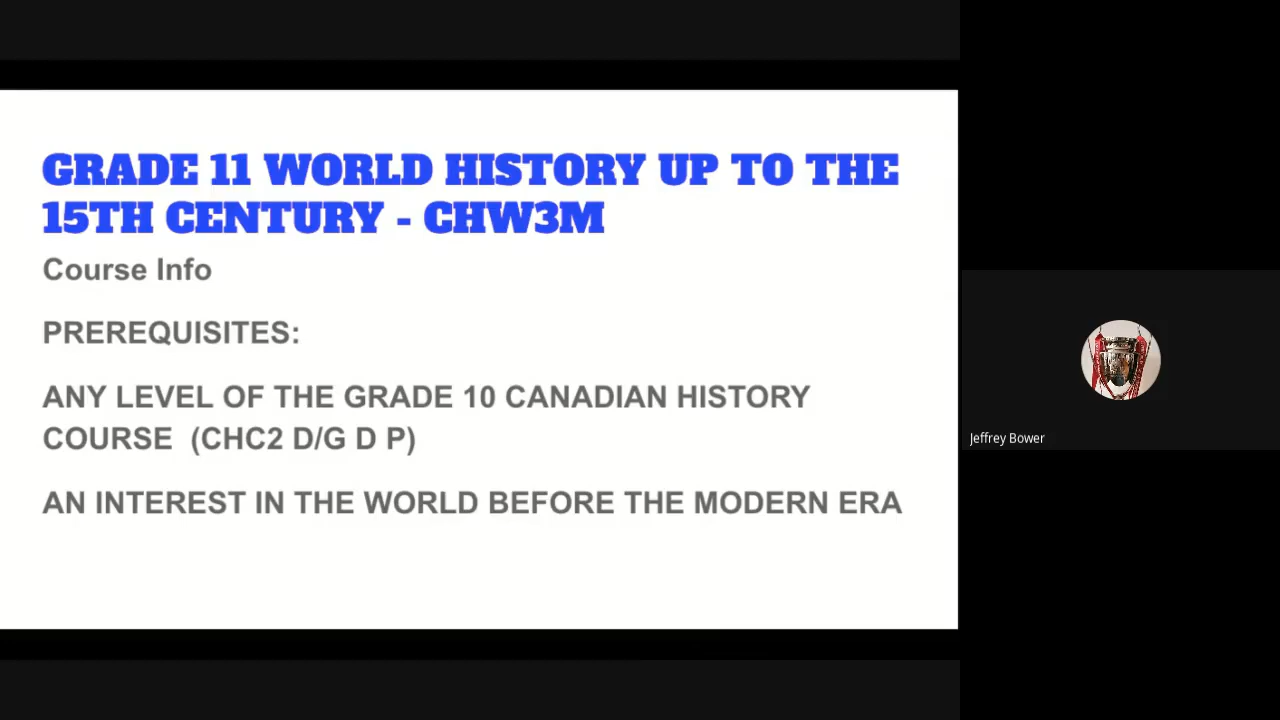 GRADE 11 WORLD HISTORY UP TO THE
15TH CENTURY - CHW3M
Course Info
PREREQUISITES:
ANY LEVEL OF THE GRADE 10 CANADIAN HISTORY
COURSE  (CHC2 D/G D P)
AN INTEREST IN THE WORLD BEFORE THE MODERN ERA
Jeffrey Bower